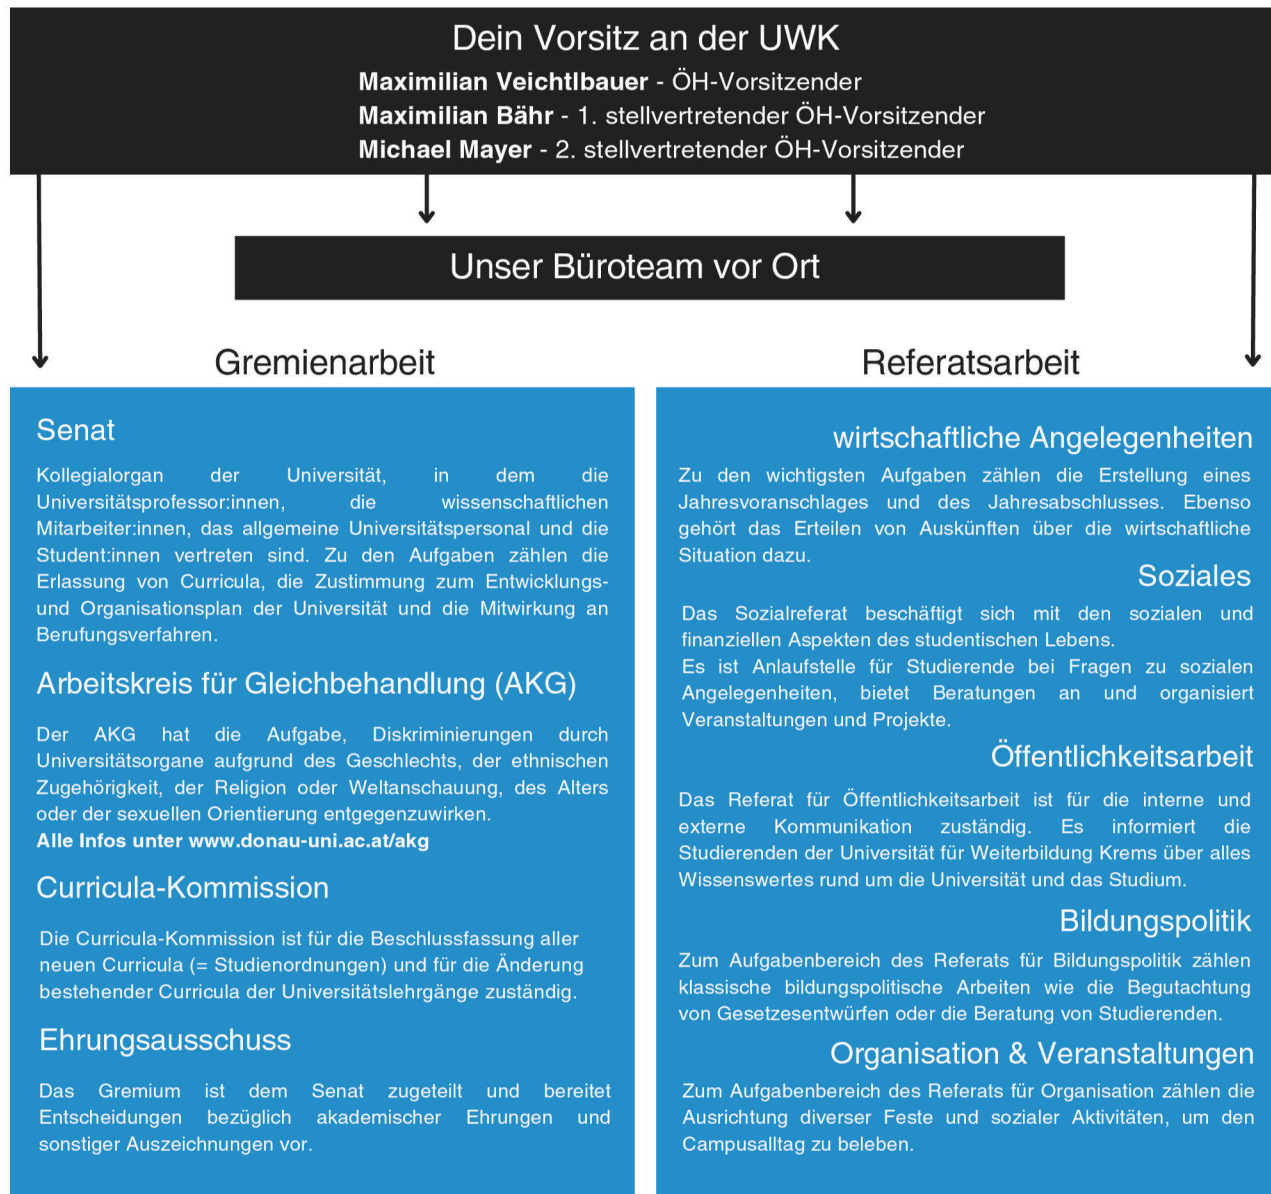 Dein Vorsitz an der UWK
Maximilian Veichtlbauer - ÖH-Vorsitzender
Maximilian Bähr - 1. stellvertretender ÖH-Vorsitzender
Michael Mayer - 2. stellvertretender ÖH-Vorsitzender
Unser Büroteam vor Ort
Gremienarbeit
Senat
Kollegialorgan der Universität, in dem die
Universitätsprofessor:innen, die wissenschaftlichen
Mitarbeiter:innen, das allgemeine Universitätspersonal und die
Student:innen vertreten sind. Zu den Aufgaben zählen die
Erlassung von Curricula, die Zustimmung zum Entwicklungs-
und Organisationsplan der Universität und die Mitwirkung an
Berufungsverfahren.
Arbeitskreis für Gleichbehandlung (AKG)
Der AKG hat die Aufgabe, Diskriminierungen durch
Universitätsorgane aufgrund des Geschlechts, der ethnischen
Zugehörigkeit, der Religion oder Weltanschauung, des Alters
oder der sexuellen Orientierung entgegenzuwirken.
Alle Infos unter www.donau-uni.ac.at/akg
Curricula-Kommission
Die Curricula-Kommission ist für die Beschlussfassung aller
neuen Curricula (= Studienordnungen) und für die Änderung
bestehender Curricula der Universitätslehrgänge zuständig.
Ehrungsausschuss
Das Gremium ist dem Senat zugeteilt und bereitet
Entscheidungen bezüglich akademischer Ehrungen und
sonstiger Auszeichnungen vor.
Referatsarbeit
wirtschaftliche Angelegenheiten
Zu den wichtigsten Aufgaben zählen die Erstellung eines
Jahresvoranschlages und des Jahresabschlusses. Ebenso
gehört das Erteilen von Auskünften über die wirtschaftliche
Situation dazu.
Soziales
Das Sozialreferat beschäftigt sich mit den sozialen und
finanziellen Aspekten des studentischen Lebens.
Es ist Anlaufstelle für Studierende bei Fragen zu sozialen
Angelegenheiten, bietet Beratungen an und organisiert
Veranstaltungen und Projekte.
Öffentlichkeitsarbeit
Das Referat für Öffentlichkeitsarbeit ist für die interne und
externe Kommunikation zuständig. Es informiert die
Studierenden der Universität für Weiterbildung Krems über alles
Wissenswertes rund um die Universität und das Studium.
Bildungspolitik
Zum Aufgabenbereich des Referats für Bildungspolitik zählen
klassische bildungspolitische Arbeiten wie die Begutachtung
von Gesetzesentwürfen oder die Beratung von Studierenden.
Organisation & Veranstaltungen
Zum Aufgabenbereich des Referats für Organisation zählen die
Ausrichtung diverser Feste und sozialer Aktivitäten, um den
Campusalltag zu beleben.